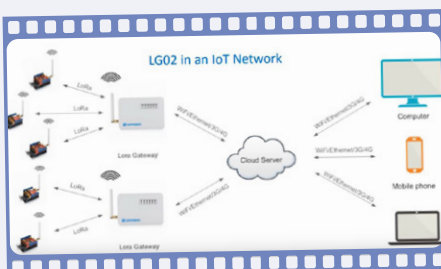 LG02 in an IoT Network
LoRa
LoRa
LoRa
WiFi/Ethernet/3G/4G
Lora Gateway
Cloud Server
WiFi/Ethernet/3G/4G
Computer
WiFi/Ethernet/3G/4G
Mobile phone
WiFi/Ethernet/3G/4G
LoRa
LoRa
WiFi/Ethernet/3G/4G
Lora Gateway